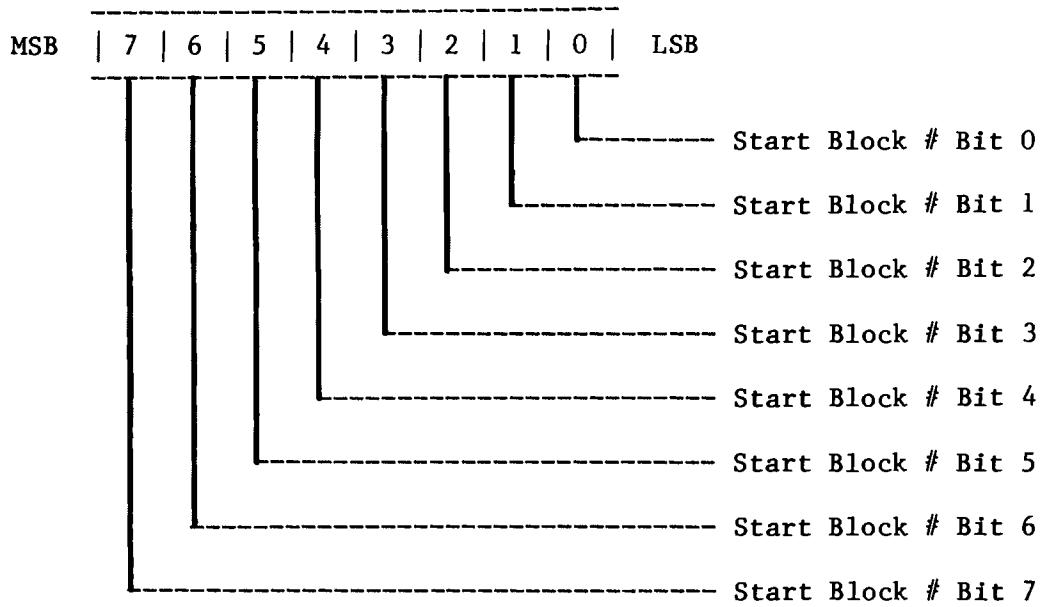 MSB | 7 | 6 | 5 | 4 | 3 | 2 | 1 | 0 | LSB
Start Block # Bit 0
Start Block # Bit 1
Start Block # Bit 2
Start Block # Bit 3
Start Block # Bit 4
Start Block # Bit 5
Start Block # Bit 6
Start Block # Bit 7